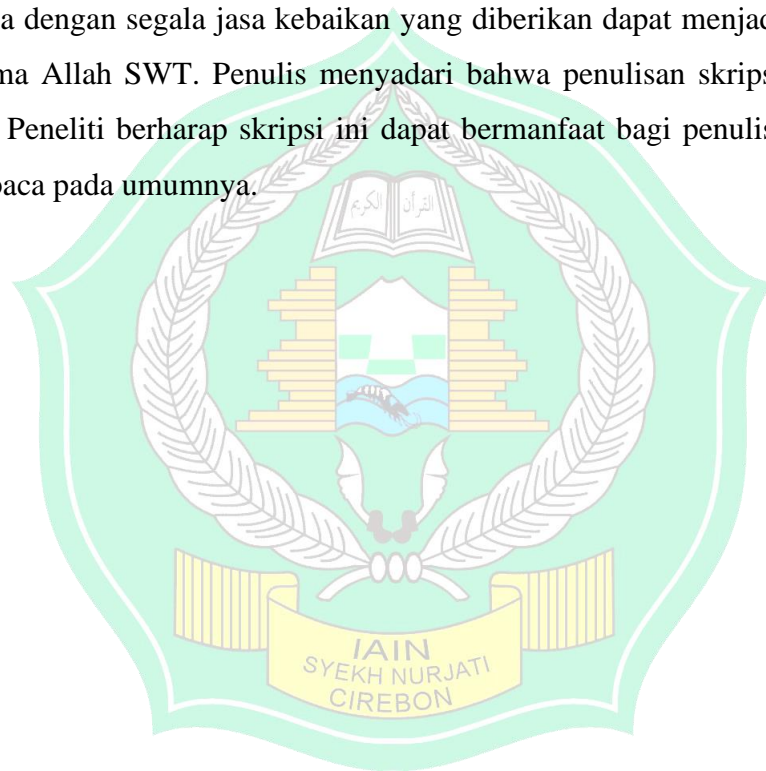 a dengan segala jasa kebaikan yang diberikan dapat menjad
ma Allah SWT. Penulis menyadari bahwa penulisan skrips
Peneliti berharap skripsi ini dapat bermanfaat bagi penulis
baca pada umumnya.
القرآن الكريم
IAIN
SYEKH NURJATI
CIREBON